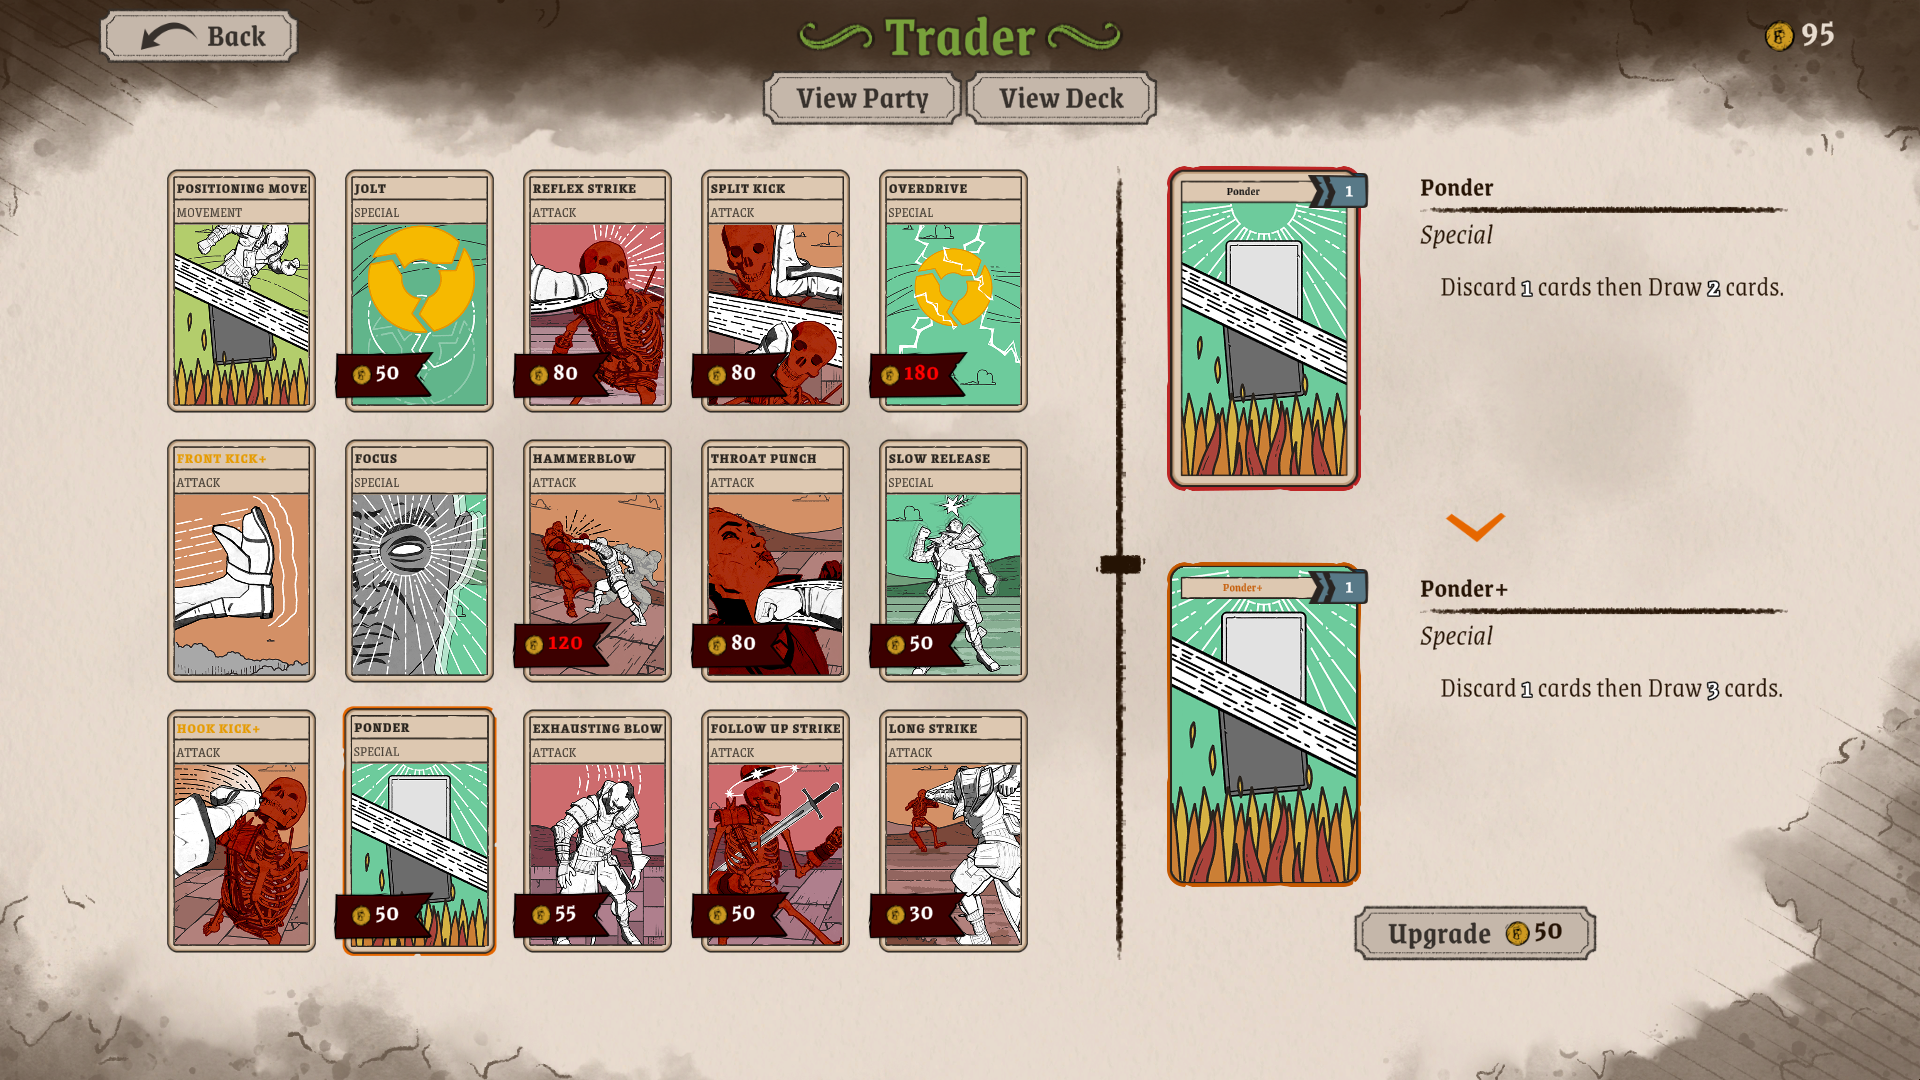 Back
Trader
95
View Party
View Deck
POSITIONING MOVE
MOVEMENT
JOLT
SPECIAL
50
REFLEX STRIKE
ATTACK
80
SPLIT KICK
ATTACK
80
OVERDRIVE
SPECIAL
180
FRONT KICK+
ATTACK
FOCUS
SPECIAL
HAMMERBLOW
ATTACK
120
THROAT PUNCH
ATTACK
80
SLOW RELEASE
SPECIAL
50
HOOK KICK+
ATTACK
PONDER
SPECIAL
50
EXHAUSTING BLOW
ATTACK
55
FOLLOW UP STRIKE
ATTACK
50
LONG STRIKE
ATTACK
30
Ponder
1
Ponder
Special
Discard 1 cards then Draw 2 cards.
Ponder+
1
Ponder+
Special
Discard 1 cards then Draw 3 cards.
Upgrade 50